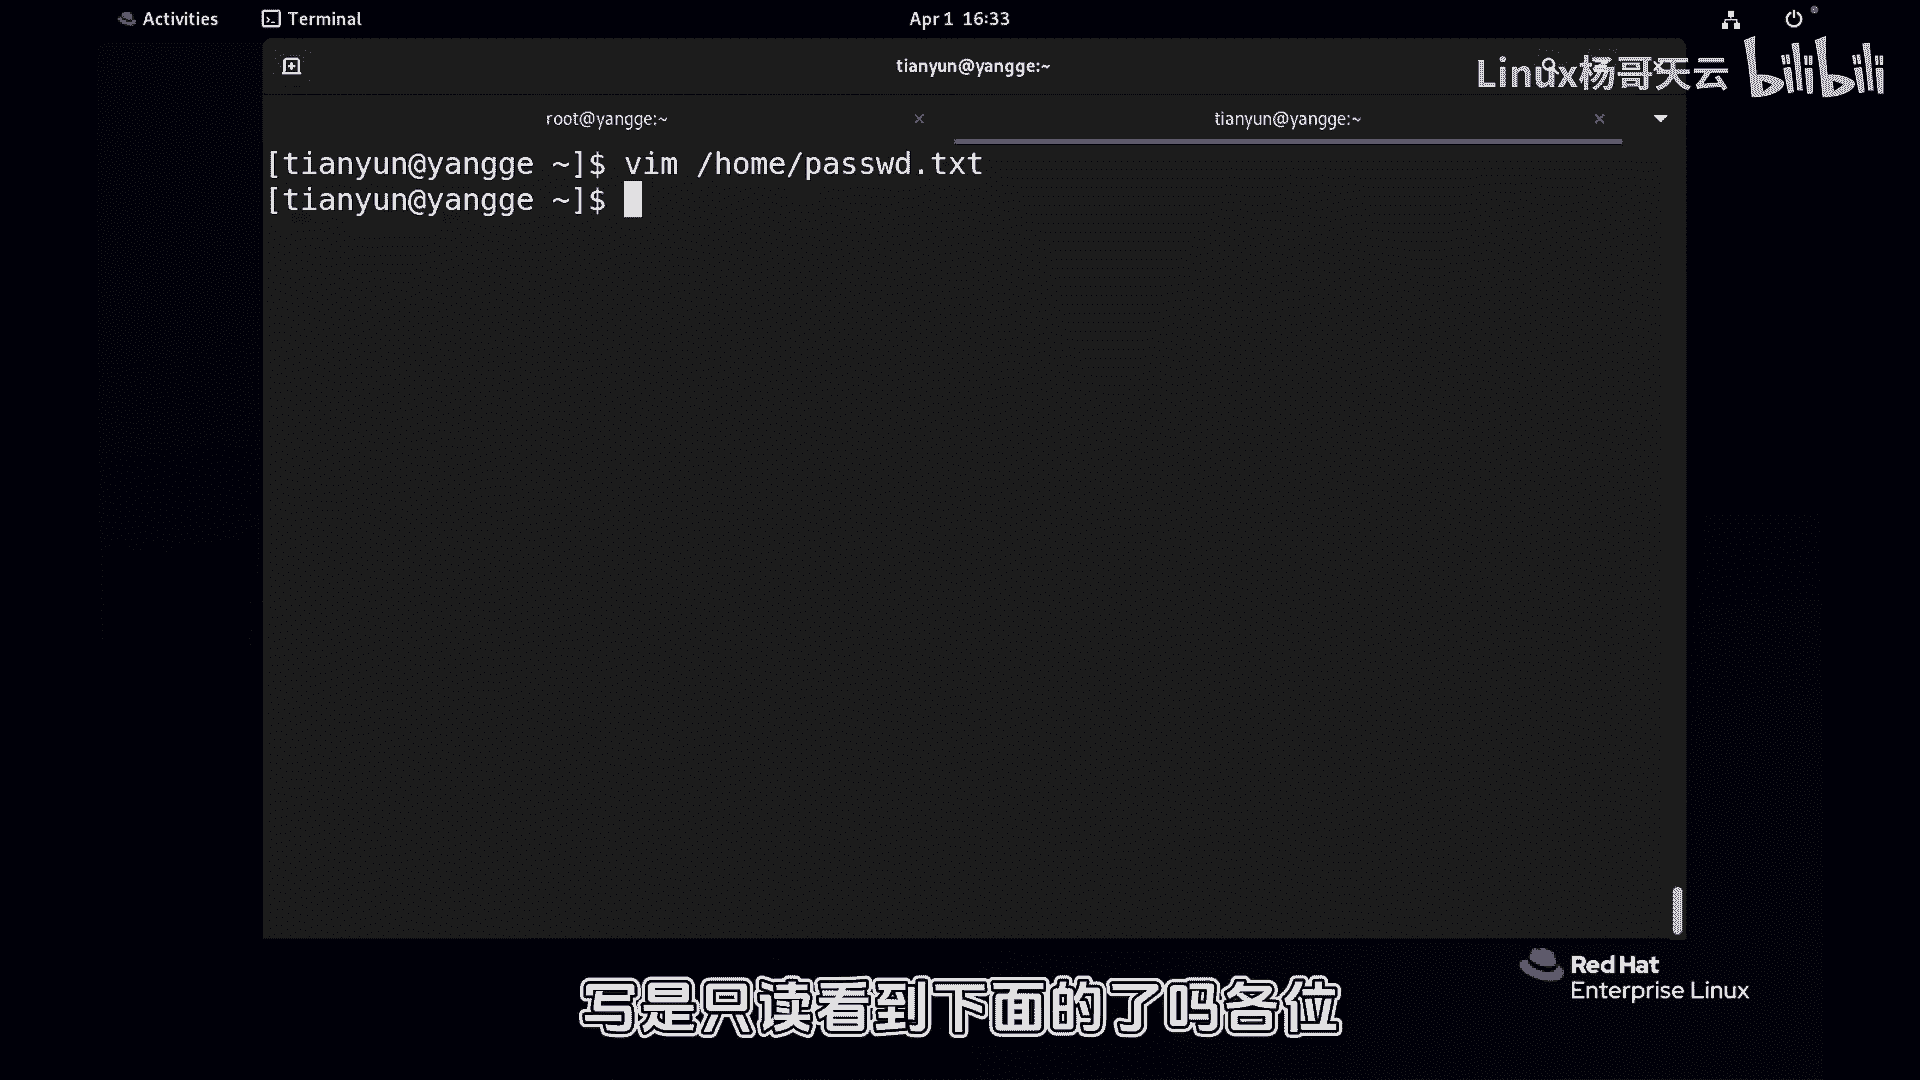 Activities
Terminal
Apr 1 16:33
tianyun@yangge:~
Linux杨哥天云 bilibili
root@yangge:~
tianyun@yangge:~
[tianyun@yangge ~]$ vim /home/passwd.txt
[tianyun@yangge ~]$
Red Hat
Enterprise Linux
写是只读看到下面的了吗各位